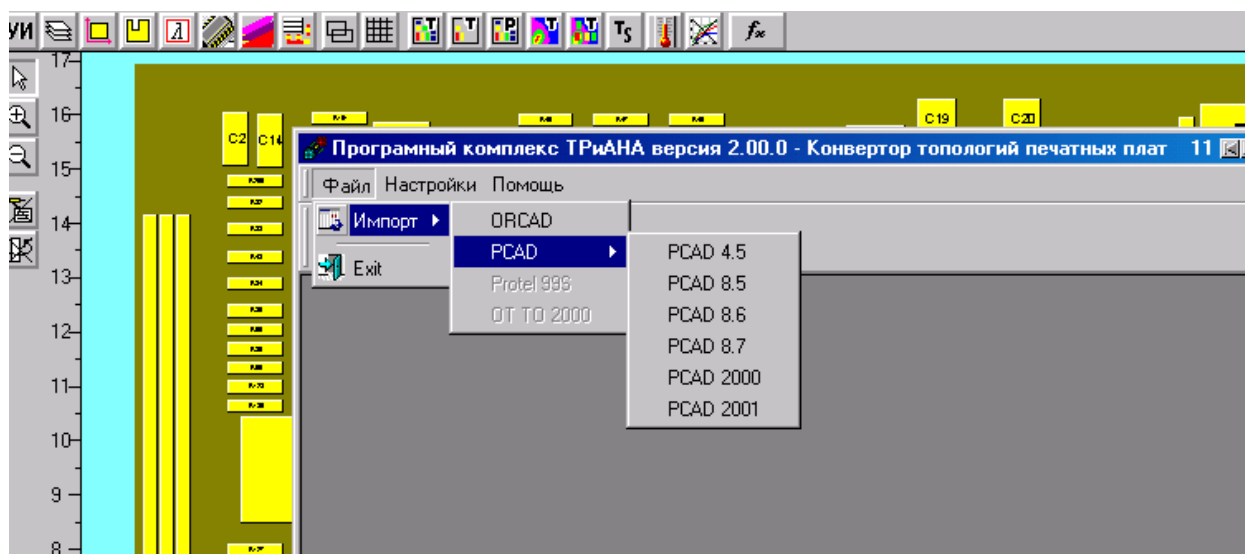 УИ λ T T P T T Ts f∞
17
16
15
14
13
12
11
10
9
8
C2 C14 C19 C20
Програмный комплекс ТРиАНА версия 2.00.0 - Конвертор топологий печатных плат 11
Файл Настройки Помощь
Импорт
Exit
ORCAD
PCAD
Protel 99S
OT TO 2000
PCAD 4.5
PCAD 8.5
PCAD 8.6
PCAD 8.7
PCAD 2000
PCAD 2001